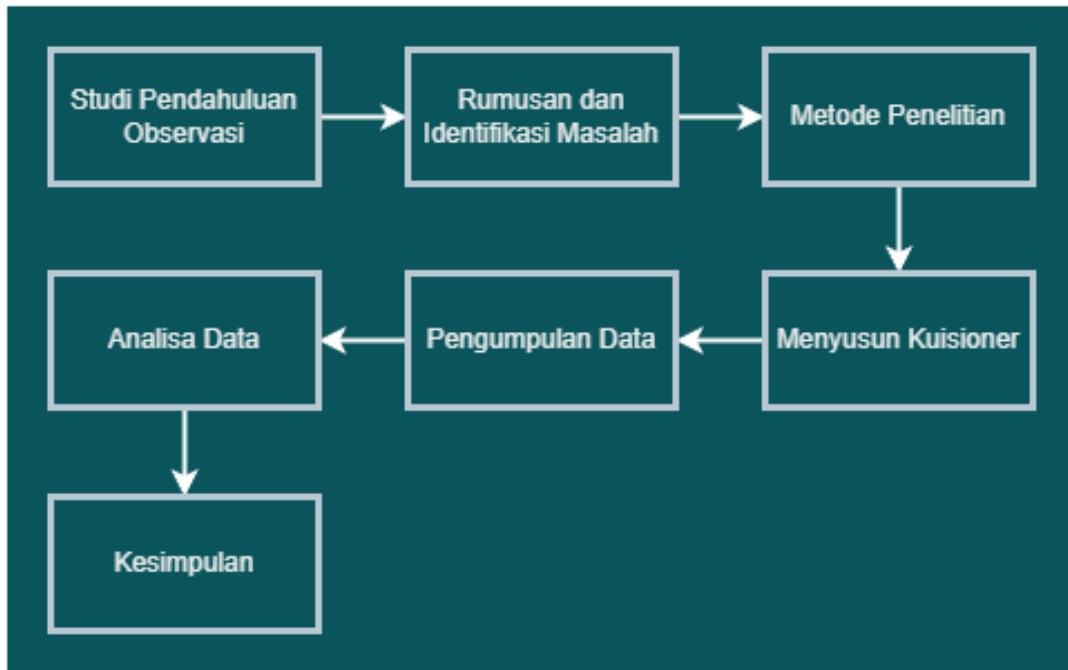 Studi Pendahuluan
Observasi
Rumusan dan
Identifikasi Masalah
Metode Penelitian
Menyusun Kuisioner
Pengumpulan Data
Analisa Data
Kesimpulan